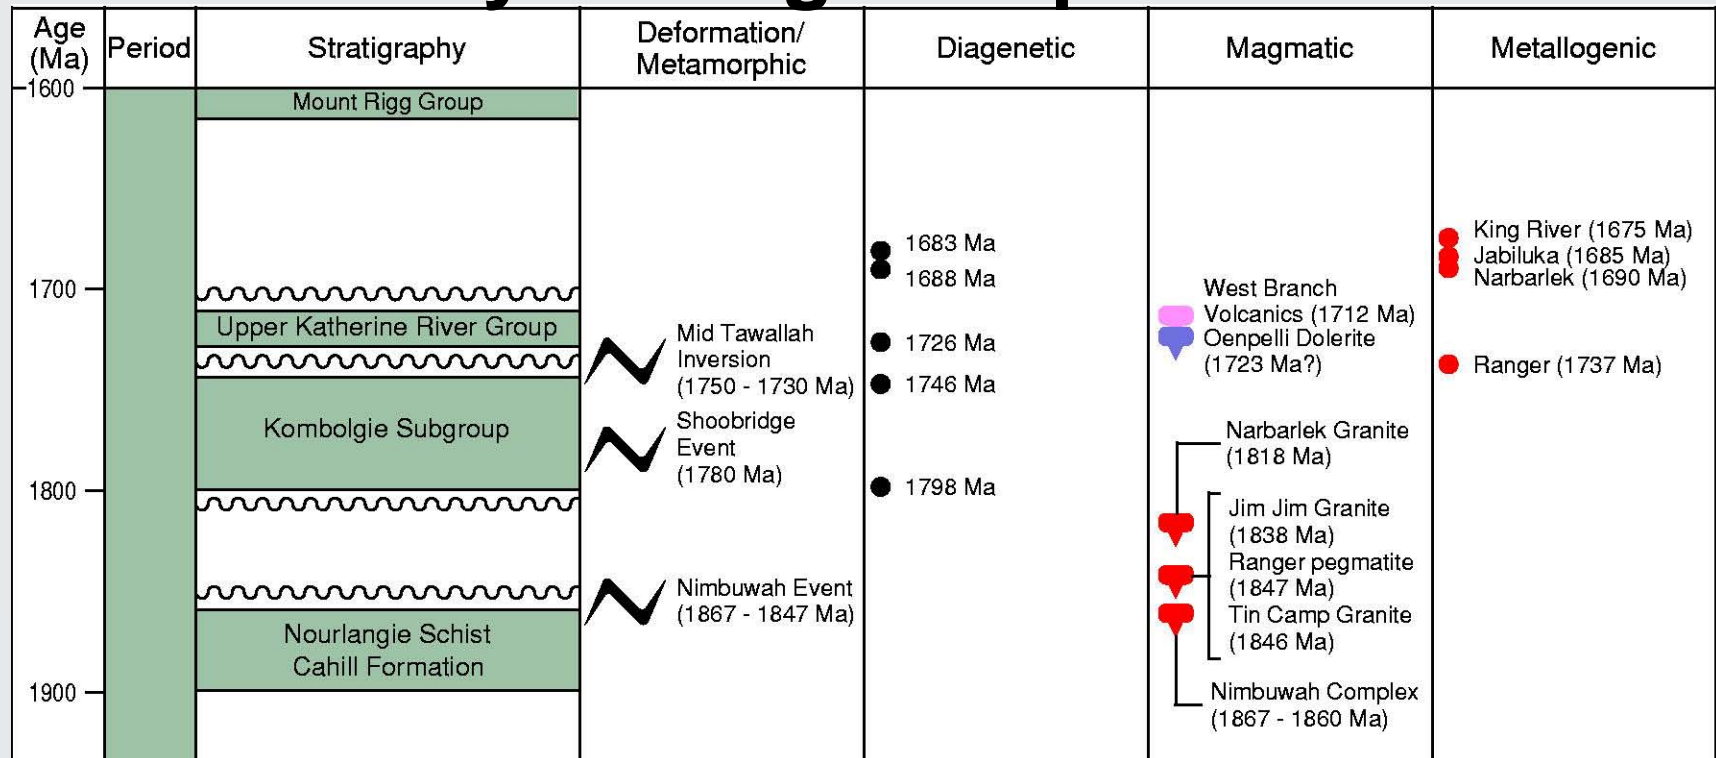 Age
(Ma)
Period
Stratigraphy
Deformation/
Metamorphic
Diagenetic
Magmatic
Metallogenic
1600
Mount Rigg Group
King River (1675 Ma)
1683 Ma
Jabiluka (1685 Ma)
1688 Ma
Narbarlek (1690 Ma)
1700
West Branch
Volcanics (1712 Ma)
Upper Katherine River Group
Mid Tawallah
Inversion
(1750 - 1730 Ma)
1726 Ma
Oenpelli Dolerite
(1723 Ma?)
Ranger (1737 Ma)
1746 Ma
Kombolgie Subgroup
Shoobridge
Event
(1780 Ma)
Narbarlek Granite
(1818 Ma)
1800
1798 Ma
Jim Jim Granite
(1838 Ma)
Ranger pegmatite
(1847 Ma)
Nimbuwah Event
(1867 - 1847 Ma)
Tin Camp Granite
(1846 Ma)
Nourlangie Schist
Cahill Formation
1900
Nimbuwah Complex
(1867 - 1860 Ma)